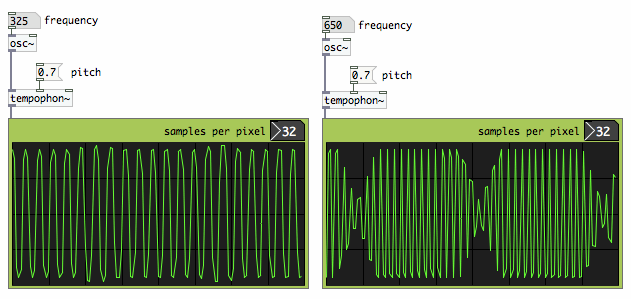 325 frequency
osc~
0.7 pitch
tempophon~
samples per pixel 32
650 frequency
osc~
0.7 pitch
tempophon~
samples per pixel 32